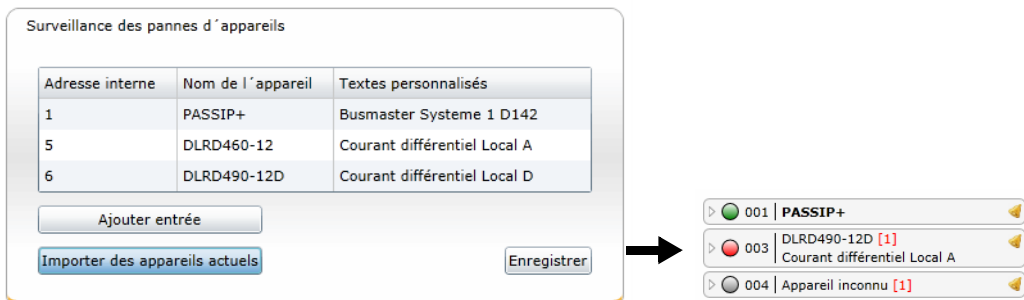 Surveillance des pannes d´appareils
Adresse interne Nom de l´appareil Textes personnalisés
1 PASSIP+ Busmaster Systeme 1 D142
5 DLRD460-12 Courant différentiel Local A
6 DLRD490-12D Courant différentiel Local D
Ajouter entrée
Importer des appareils actuels Enregistrer
001 PASSIP+
003 DLRD490-12D [1]
Courant différentiel Local A
004 Appareil inconnu [1]